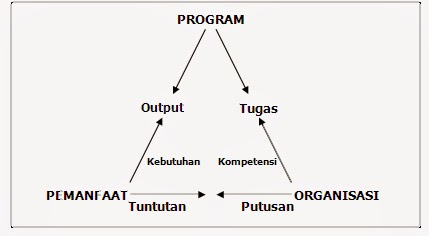 PROGRAM
Output Tugas
Kebutuhan Kompetensi
PEMANFAAT ORGANISASI
Tuntutan Putusan